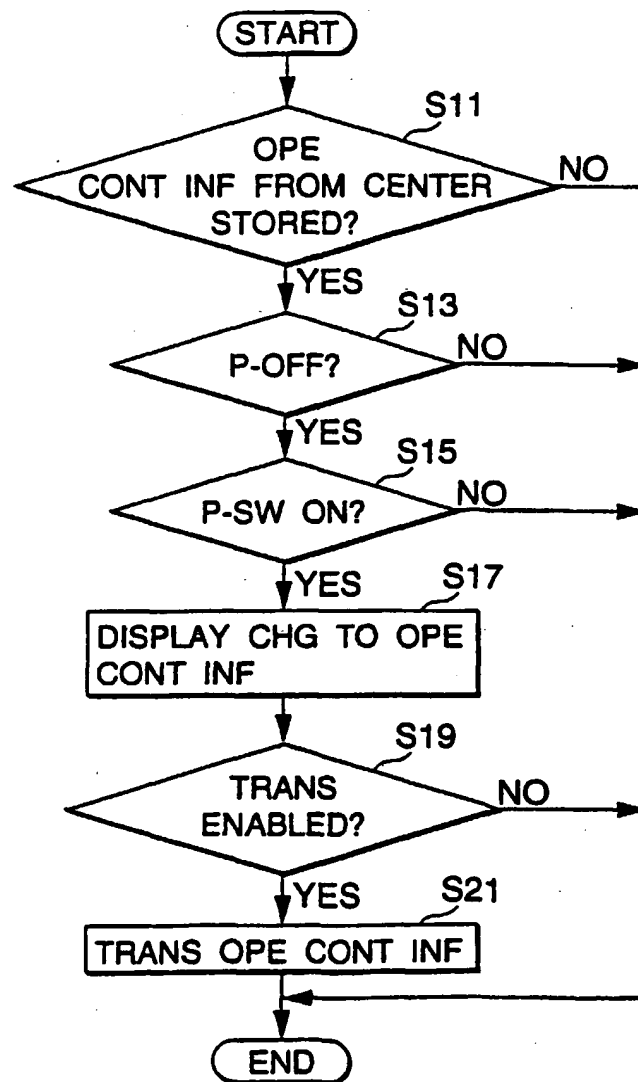 START
S11
OPE
CONT INF FROM CENTER
STORED?
NO
YES
S13
P-OFF?
NO
YES
S15
P-SW ON?
NO
YES
S17
DISPLAY CHG TO OPE
CONT INF
S19
TRANS
ENABLED?
NO
YES
S21
TRANS OPE CONT INF
END